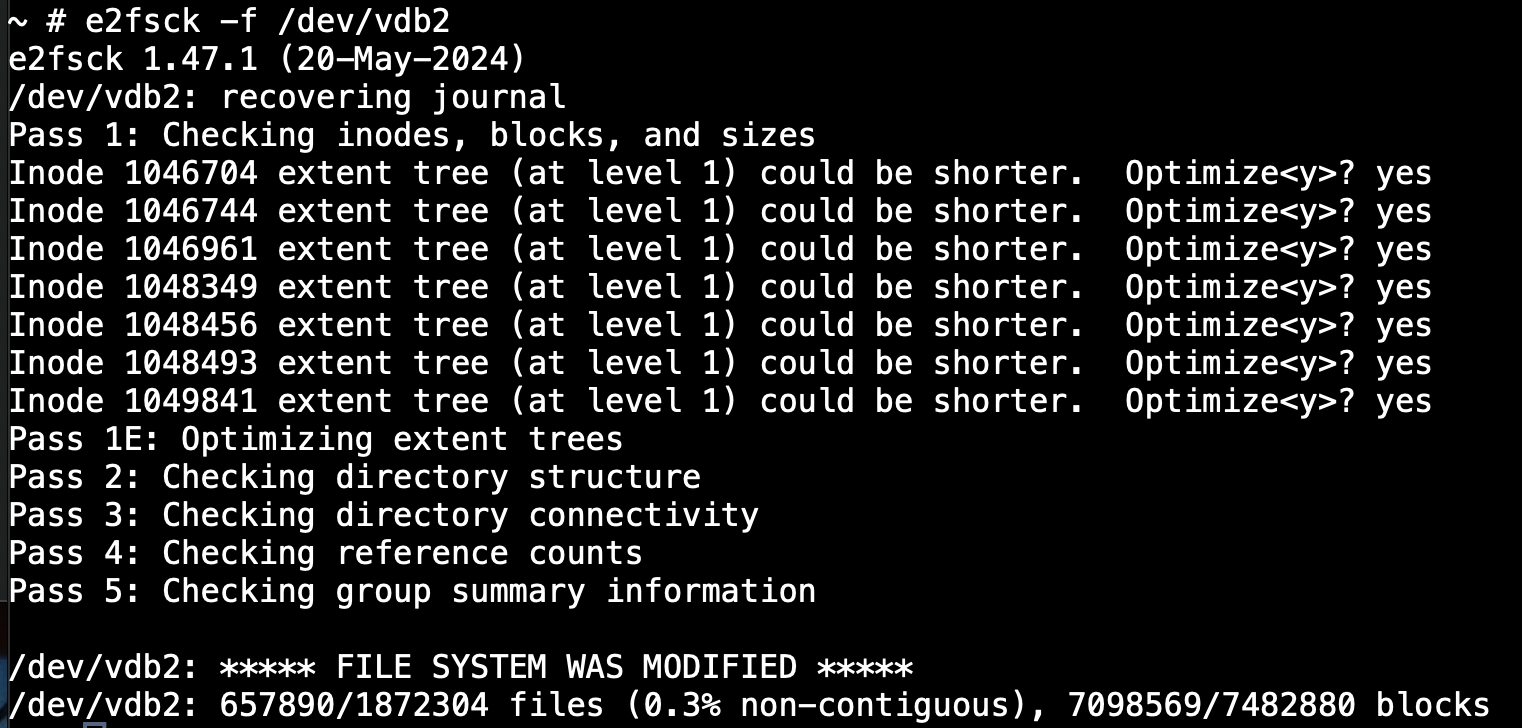 ~ # e2fsck -f /dev/vdb2
e2fsck 1.47.1 (20-May-2024)
/dev/vdb2: recovering journal
Pass 1: Checking inodes, blocks, and sizes
Inode 1046704 extent tree (at level 1) could be shorter.  Optimize<y>? yes
Inode 1046744 extent tree (at level 1) could be shorter.  Optimize<y>? yes
Inode 1046961 extent tree (at level 1) could be shorter.  Optimize<y>? yes
Inode 1048349 extent tree (at level 1) could be shorter.  Optimize<y>? yes
Inode 1048456 extent tree (at level 1) could be shorter.  Optimize<y>? yes
Inode 1048493 extent tree (at level 1) could be shorter.  Optimize<y>? yes
Inode 1049841 extent tree (at level 1) could be shorter.  Optimize<y>? yes
Pass 1E: Optimizing extent trees
Pass 2: Checking directory structure
Pass 3: Checking directory connectivity
Pass 4: Checking reference counts
Pass 5: Checking group summary information
/dev/vdb2: ***** FILE SYSTEM WAS MODIFIED *****
/dev/vdb2: 657890/1872304 files (0.3% non-contiguous), 7098569/7482880 blocks